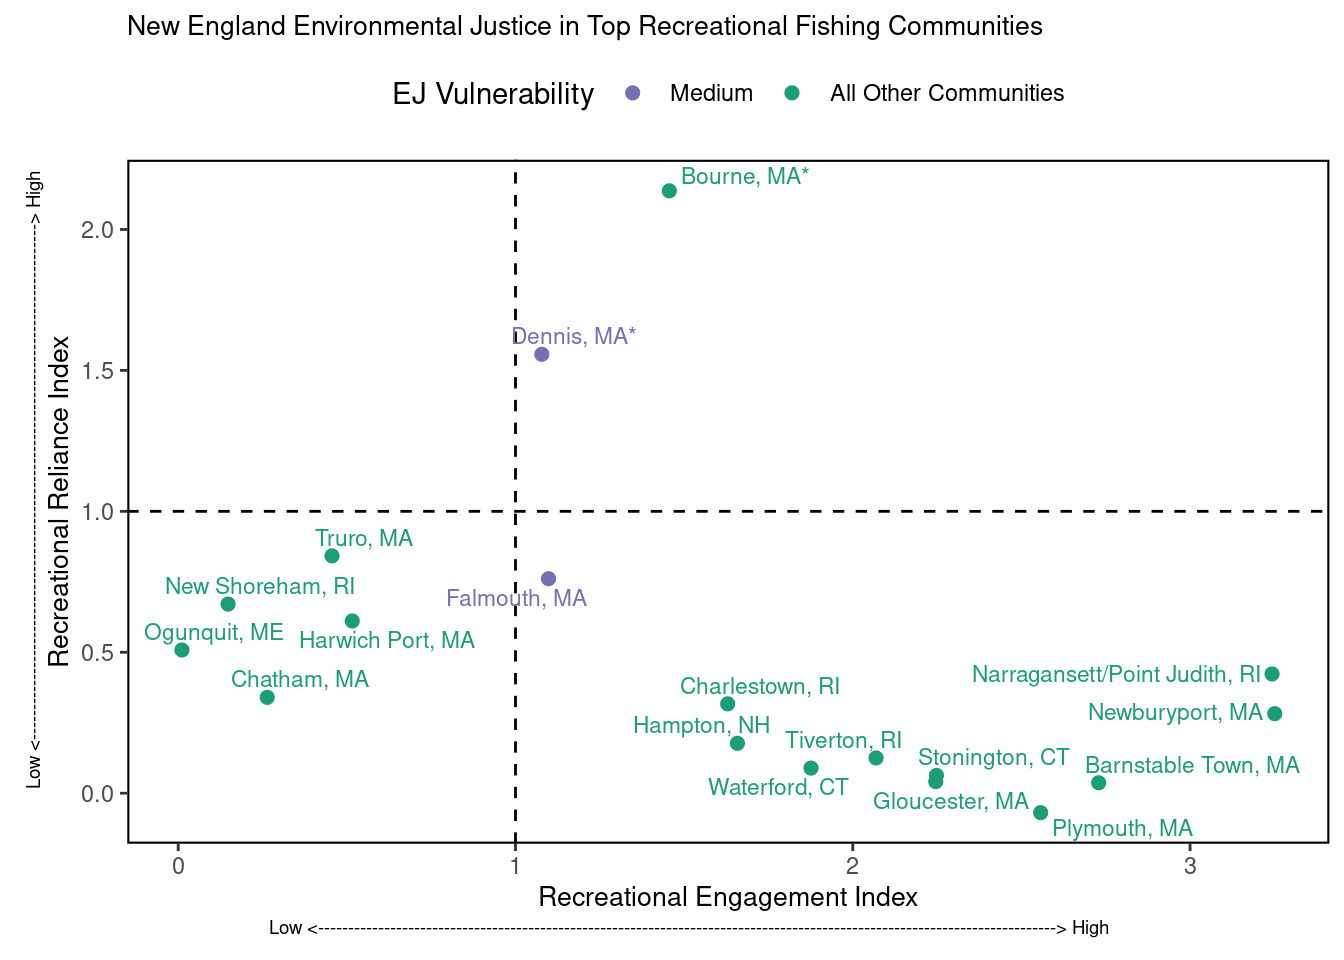 New England Environmental Justice in Top Recreational Fishing Communities
EJ Vulnerability Medium All Other Communities
Low <--------------------------------------------------------------------------------> High
Recreational Reliance Index
2.0
1.5
1.0
0.5
0.0
Bourne, MA*
Dennis, MA*
Truro, MA
New Shoreham, RI
Falmouth, MA
Ogunquit, ME
Harwich Port, MA
Chatham, MA
Narragansett/Point Judith, RI
Charlestown, RI
Newburyport, MA
Hampton, NH
Tiverton, RI
Stonington, CT
Barnstable Town, MA
Waterford, CT
Gloucester, MA
Plymouth, MA
0 1 2 3
Recreational Engagement Index
Low <--------------------------------------------------------------------------------------------------------> High